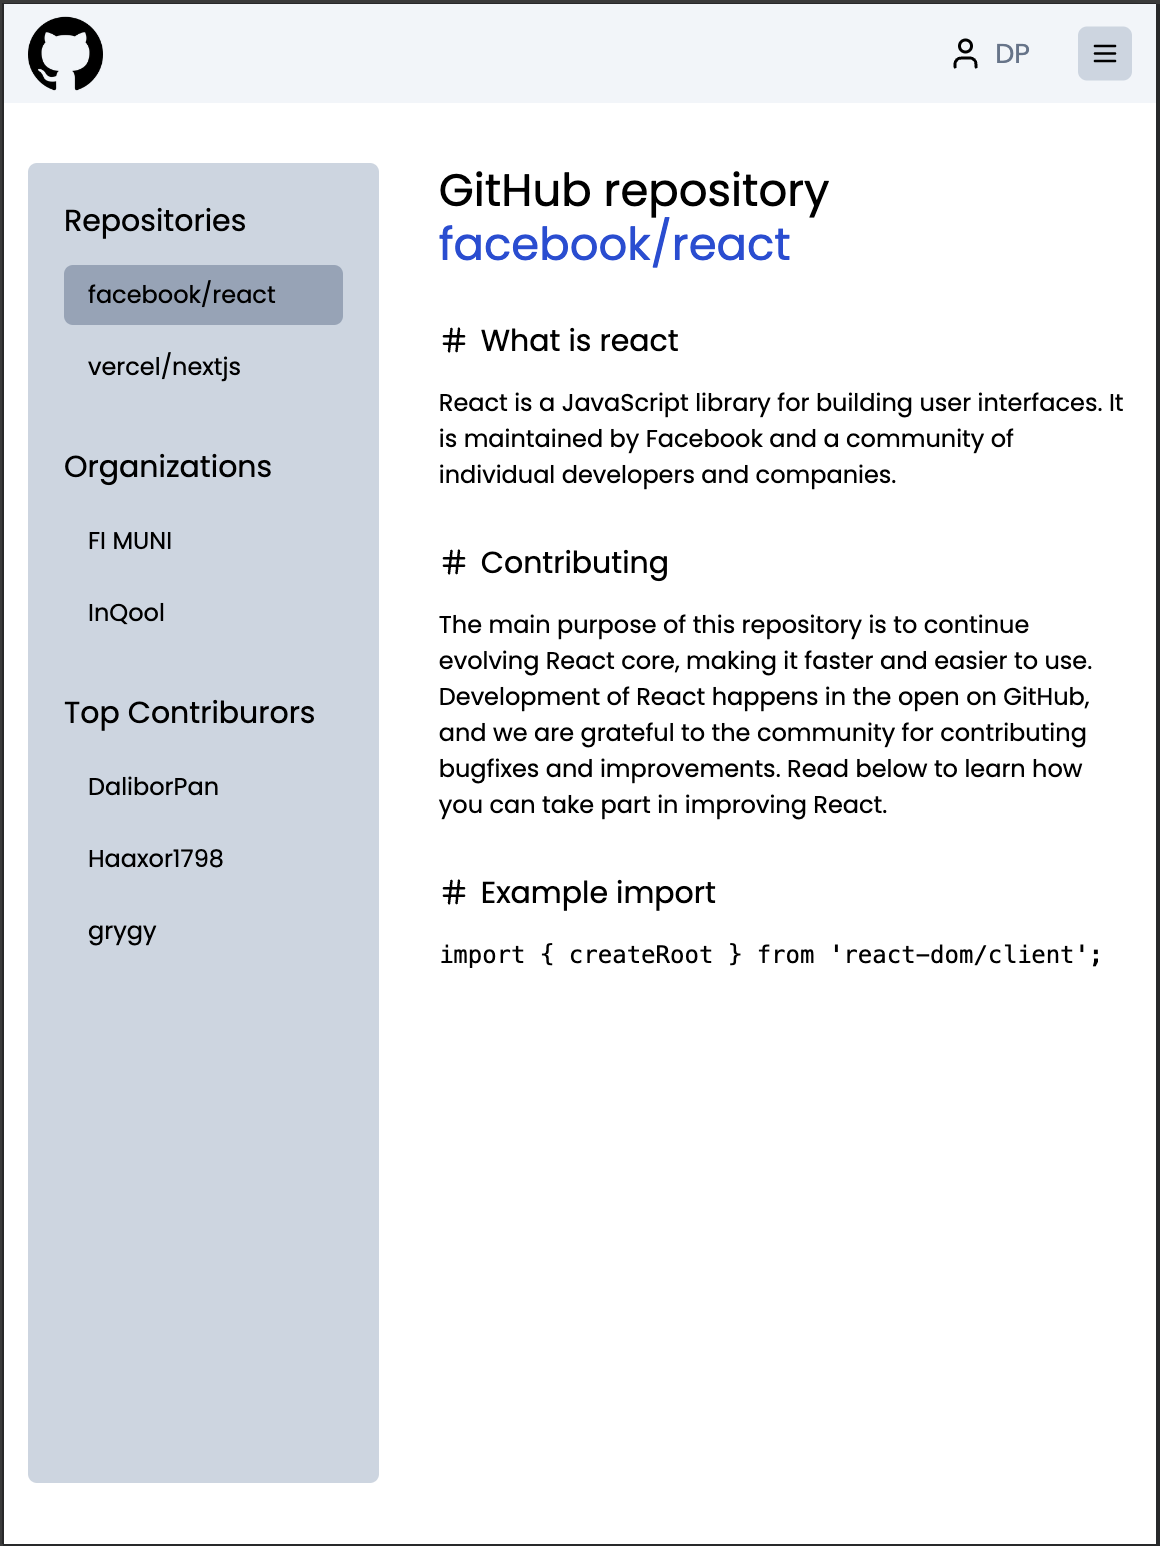 DP
Repositories
facebook/react
vercel/nextjs
Organizations
FI MUNI
InQool
Top Contriburors
DaliborPan
Haaxor1798
grygy
GitHub repository
facebook/react
# What is react
React is a JavaScript library for building user interfaces. It
is maintained by Facebook and a community of
individual developers and companies.
# Contributing
The main purpose of this repository is to continue
evolving React core, making it faster and easier to use.
Development of React happens in the open on GitHub,
and we are grateful to the community for contributing
bugfixes and improvements. Read below to learn how
you can take part in improving React.
# Example import
import { createRoot } from 'react-dom/client';